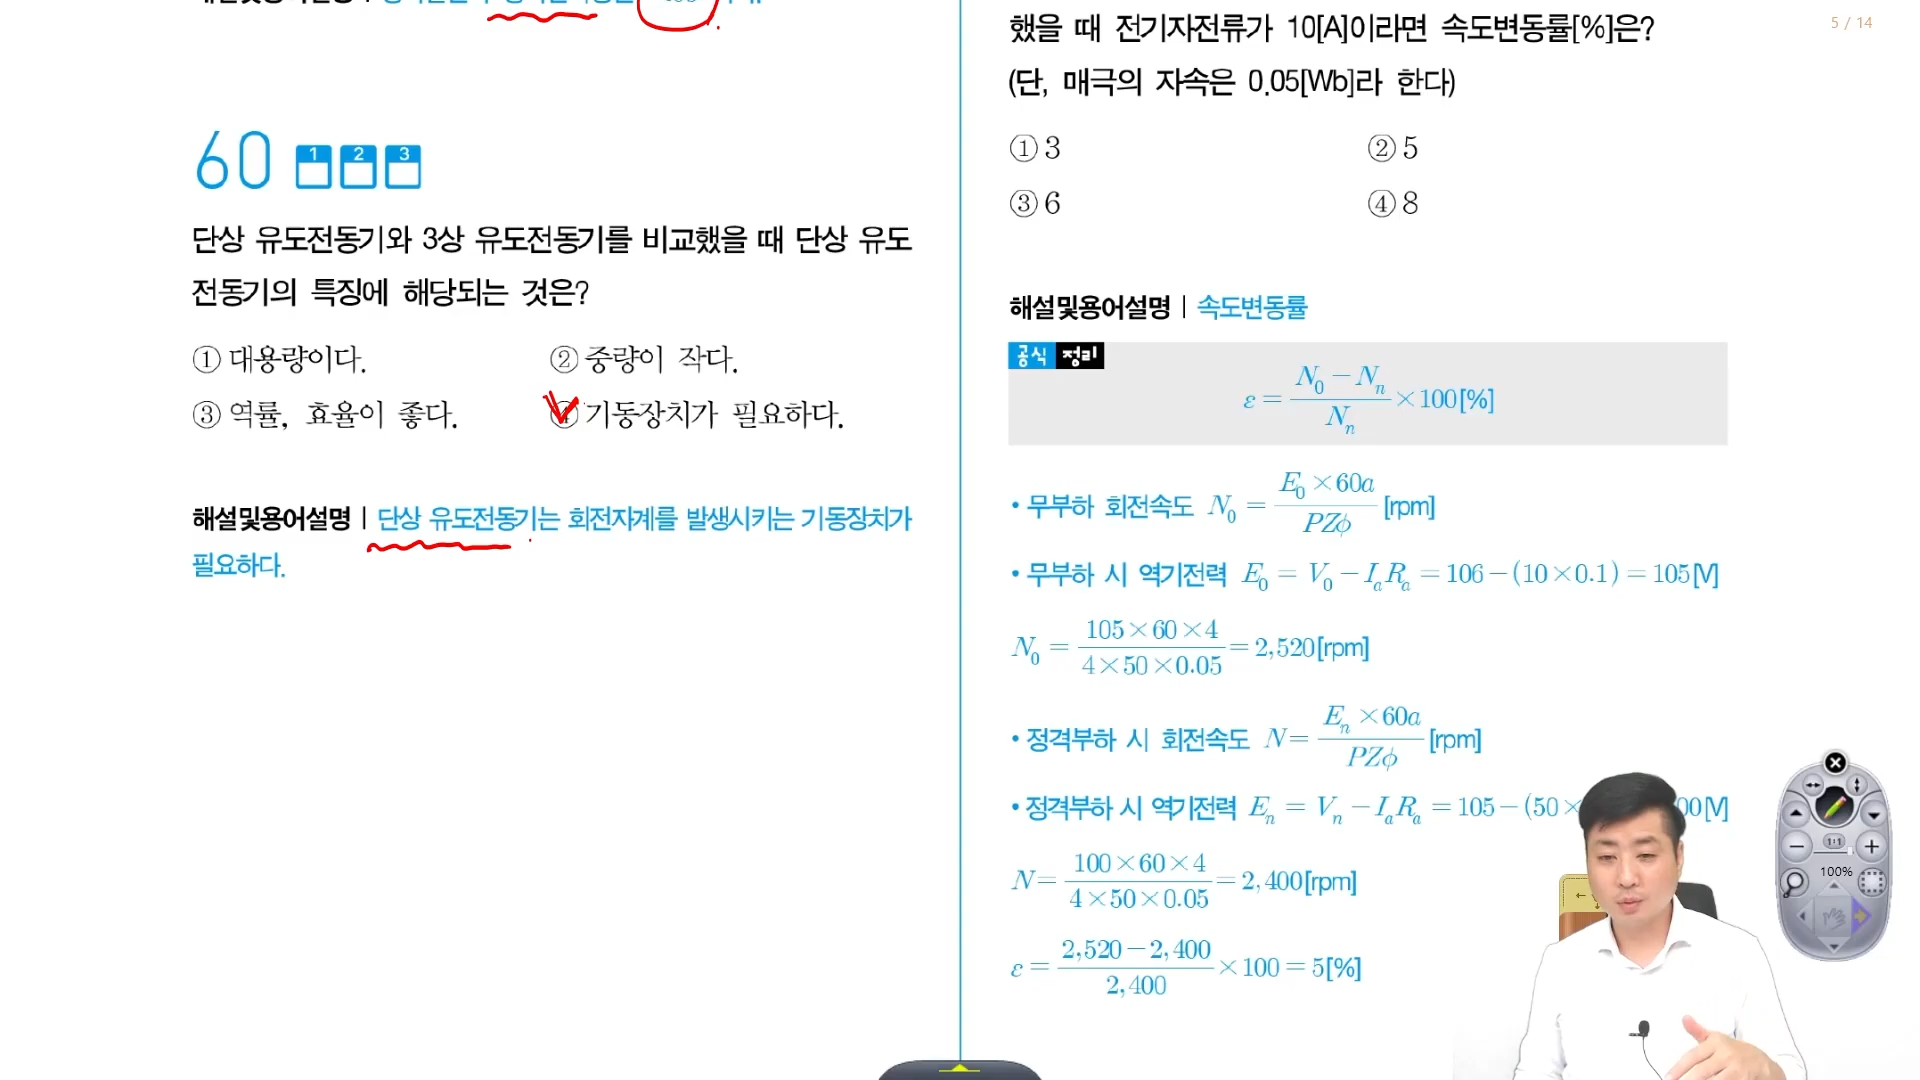 60 1 2 3
단상 유도전동기와 3상 유도전동기를 비교했을 때 단상 유도
전동기의 특징에 해당되는 것은?
① 대용량이다. ② 중량이 작다.
③ 역률, 효율이 좋다. ④ 기동장치가 필요하다.
해설및용어설명 | 단상 유도전동기는 회전자계를 발생시키는 기동장치가
필요하다.
했을 때 전기자전류가 10[A]이라면 속도변동률[%]은?
(단, 매극의 자속은 0.05[Wb]라 한다)
① 3 ② 5
③ 6 ④ 8
해설및용어설명 | 속도변동률
공식 정리
ε = (N₀ − Nₙ) / Nₙ × 100[%]
• 무부하 회전속도 N₀ = (E₀ × 60a) / (PZϕ) [rpm]
• 무부하 시 역기전력 E₀ = V₀ − IₐRₐ = 106 − (10×0.1) = 105[V]
N₀ = (105×60×4) / (4×50×0.05) = 2,520[rpm]
• 정격부하 시 회전속도 N = (Eₙ × 60a) / (PZϕ) [rpm]
• 정격부하 시 역기전력 Eₙ = Vₙ − IₐRₐ = 105 − (50× 00[V]
N = (100×60×4) / (4×50×0.05) = 2,400[rpm]
ε = (2,520 − 2,400) / 2,400 × 100 = 5[%]
5 / 14
1:1
100%